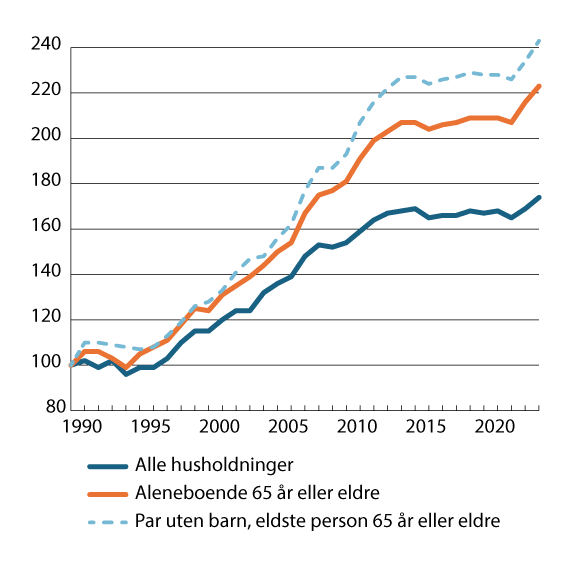 240
220
200
180
160
140
120
100
80
1990 1995 2000 2005 2010 2015 2020
Alle husholdninger
Aleneboende 65 år eller eldre
Par uten barn, eldste person 65 år eller eldre